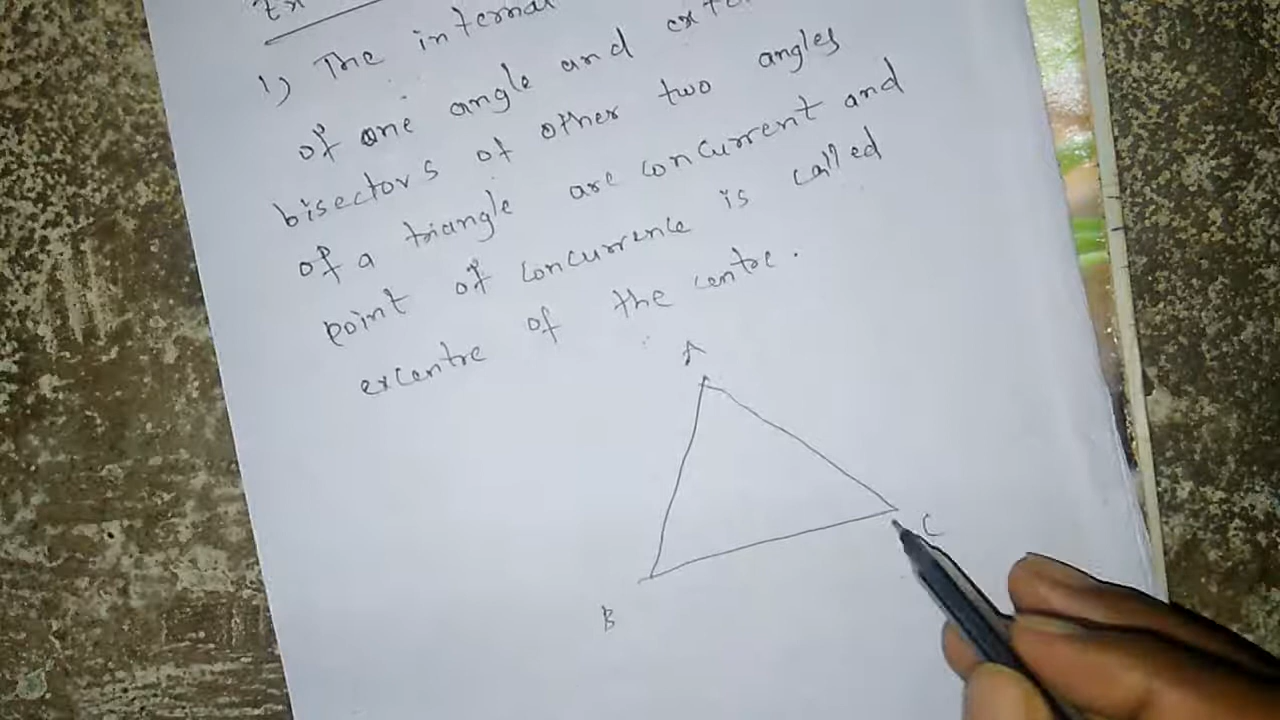 1) The internal
of one angle and
bisectors of other two angles
of a triangle are concurrent and
point of concurrence is called
excentre of the centre.
A
C
B